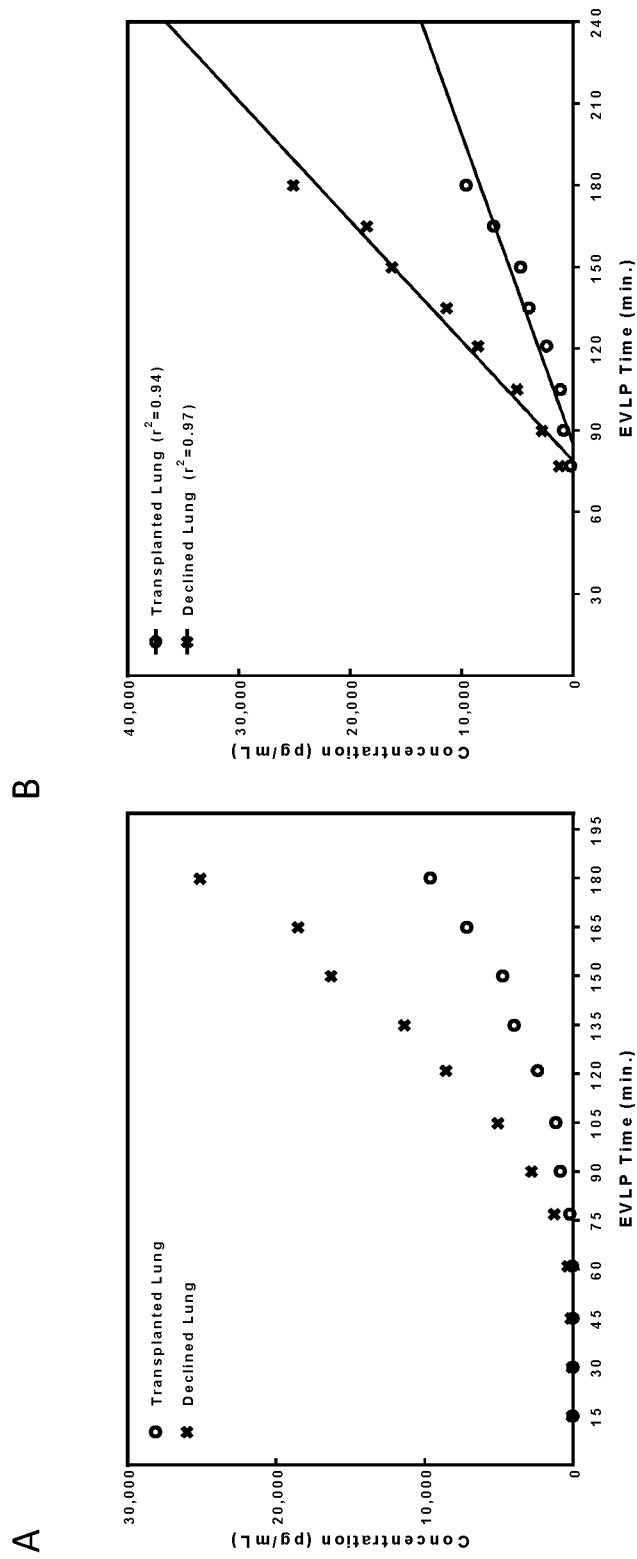 A
30,000
20,000
10,000
0
Concentration (pg/mL)
Transplanted Lung
Declined Lung
15 30 45 60 75 90 105 120 135 150 165 180 195
EVLP Time (min.)
B
40,000
30,000
20,000
10,000
0
Concentration (pg/mL)
Transplanted Lung (r²=0.94)
Declined Lung (r²=0.97)
30 60 90 120 150 180 210 240
EVLP Time (min.)